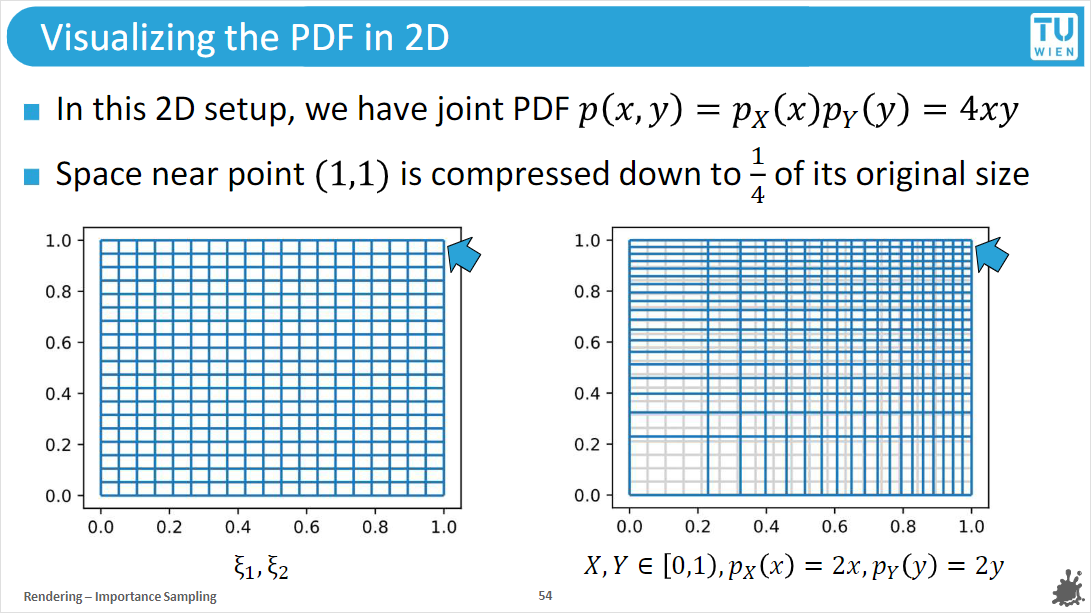 Visualizing the PDF in 2D
TU
WIEN
In this 2D setup, we have joint PDF p(x, y) = p_X(x)p_Y(y) = 4xy
Space near point (1,1) is compressed down to 1/4 of its original size
1.0
0.8
0.6
0.4
0.2
0.0
0.0 0.2 0.4 0.6 0.8 1.0
ξ₁, ξ₂
1.0
0.8
0.6
0.4
0.2
0.0
0.0 0.2 0.4 0.6 0.8 1.0
X, Y ∈ [0,1), p_X(x) = 2x, p_Y(y) = 2y
Rendering – Importance Sampling
54